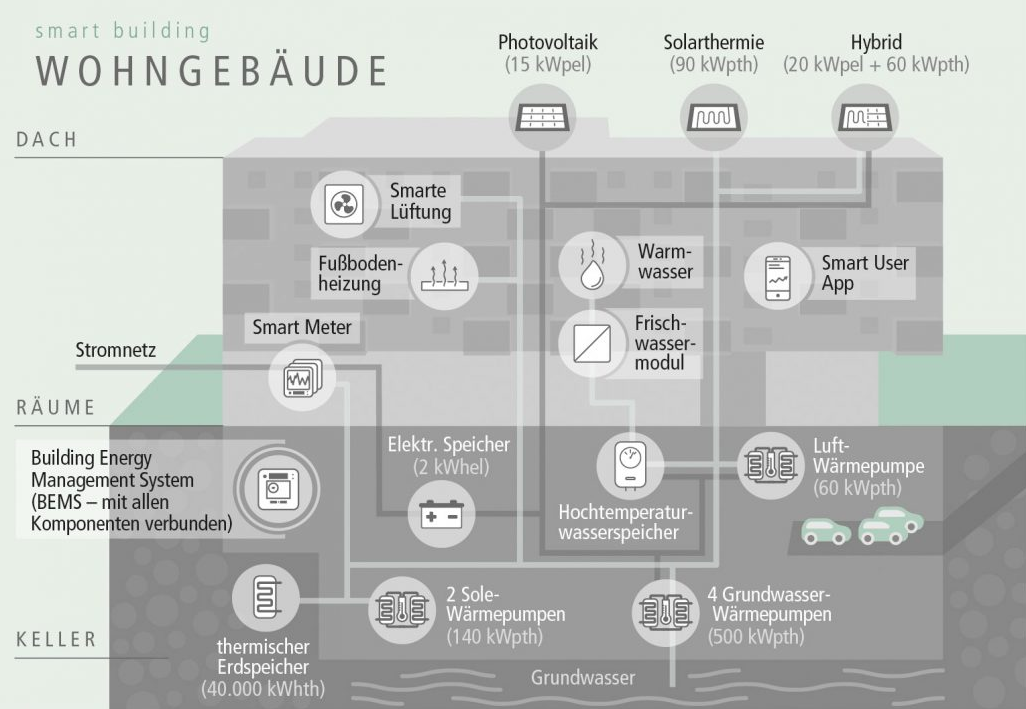 smart building
WOHNGEBÄUDE
Photovoltaik
(15 kWpel)
Solarthermie
(90 kWpth)
Hybrid
(20 kWpel + 60 kWpth)
DACH
Smarte
Lüftung
Fußboden-
heizung
Warm-
wasser
Smart User
App
Smart Meter
Frisch-
wasser-
modul
Stromnetz
RÄUME
Building Energy
Management System
(BEMS – mit allen
Komponenten verbunden)
Elektr. Speicher
(2 kWhel)
Hochtemperatur-
wasserspeicher
Luft-
Wärmepumpe
(60 kWpth)
KELLER
thermischer
Erdspeicher
(40.000 kWhth)
2 Sole-
Wärmepumpen
(140 kWpth)
4 Grundwasser-
Wärmepumpen
(500 kWpth)
Grundwasser